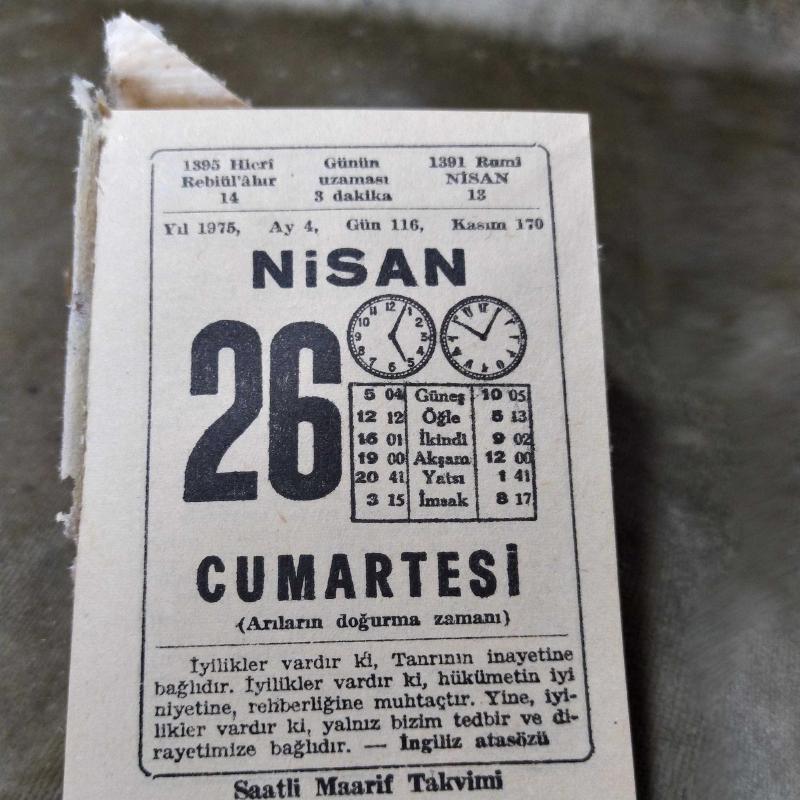 1395 Hicrî Günün 1391 Rumî
Rebiül'âhır uzaması NİSAN
14 3 dakika 13
Yıl 1975, Ay 4, Gün 116, Kasım 170
NiSAN
26
5 04 Güneş 10 05
12 12 Öğle 5 13
16 01 İkindi 9 02
19 00 Akşam 12 00
20 41 Yatsı 1 41
3 15 İmsak 8 17
CUMARTESİ
(Arıların doğurma zamanı)
İyilikler vardır ki, Tanrının inayetine
bağlıdır. İyilikler vardır ki, hükümetin iyi
niyetine, rehberliğine muhtaçtır. Yine, iyi-
likler vardır ki, yalnız bizim tedbir ve di-
rayetimize bağlıdır. — İngiliz atasözü
Saatli Maarif Takvimi